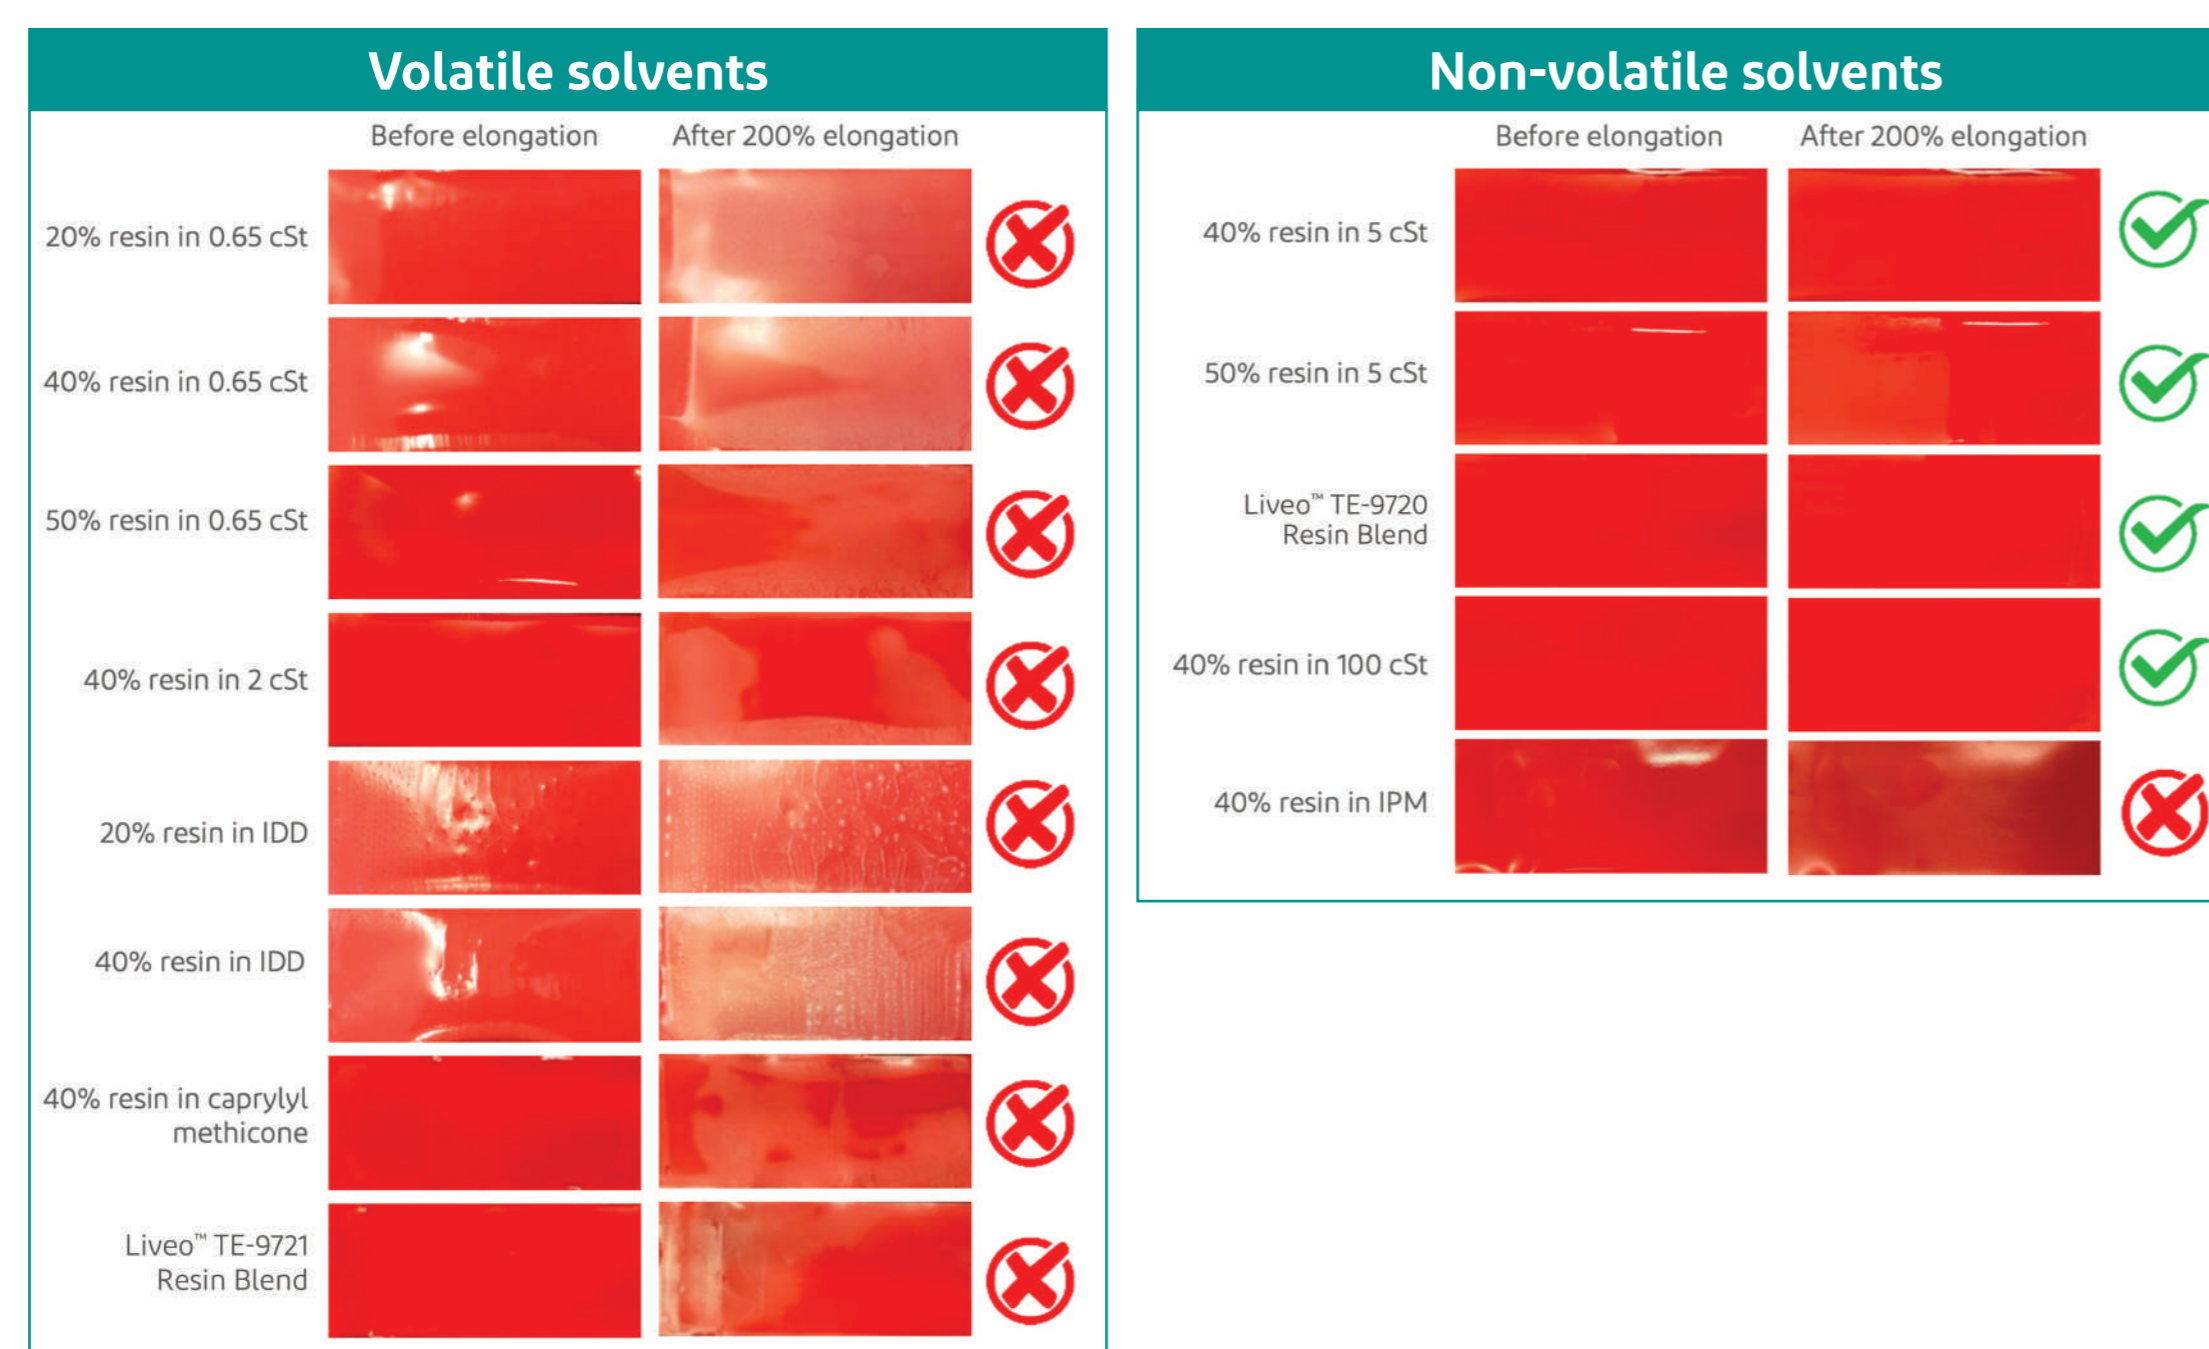 Volatile solvents
Before elongation After 200% elongation
20% resin in 0.65 cSt
40% resin in 0.65 cSt
50% resin in 0.65 cSt
40% resin in 2 cSt
20% resin in IDD
40% resin in IDD
40% resin in caprylyl
methicone
Liveo™ TE-9721
Resin Blend
Non-volatile solvents
Before elongation After 200% elongation
40% resin in 5 cSt
50% resin in 5 cSt
Liveo™ TE-9720
Resin Blend
40% resin in 100 cSt
40% resin in IPM